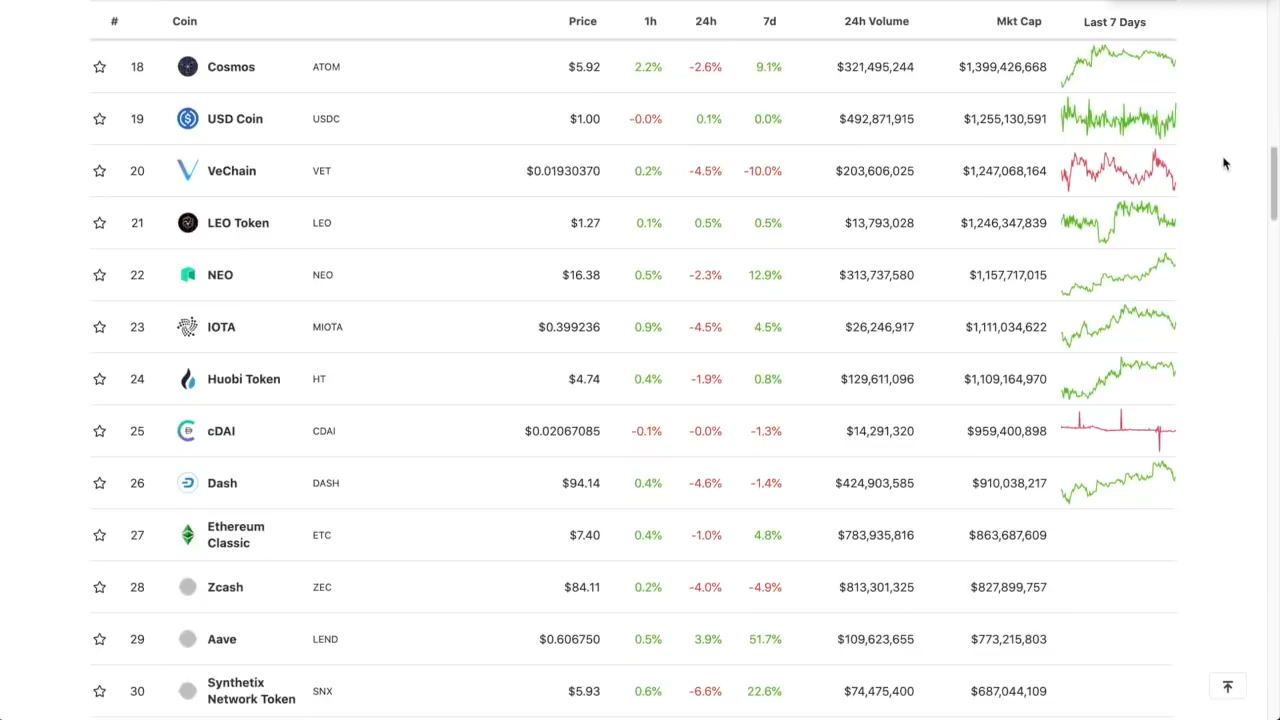 # Coin Price 1h 24h 7d 24h Volume Mkt Cap Last 7 Days
18 Cosmos ATOM $5.92 2.2% -2.6% 9.1% $321,495,244 $1,399,426,668
19 USD Coin USDC $1.00 -0.0% 0.1% 0.0% $492,871,915 $1,255,130,591
20 VeChain VET $0.01930370 0.2% -4.5% -10.0% $203,606,025 $1,247,068,164
21 LEO Token LEO $1.27 0.1% 0.5% 0.5% $13,793,028 $1,246,347,839
22 NEO NEO $16.38 0.5% -2.3% 12.9% $313,737,580 $1,157,717,015
23 IOTA MIOTA $0.399236 0.9% -4.5% 4.5% $26,246,917 $1,111,034,622
24 Huobi Token HT $4.74 0.4% -1.9% 0.8% $129,611,096 $1,109,164,970
25 cDAI CDAI $0.02067085 -0.1% -0.0% -1.3% $14,291,320 $959,400,898
26 Dash DASH $94.14 0.4% -4.6% -1.4% $424,903,585 $910,038,217
27 Ethereum
Classic ETC $7.40 0.4% -1.0% 4.8% $783,935,816 $863,687,609
28 Zcash ZEC $84.11 0.2% -4.0% -4.9% $813,301,325 $827,899,757
29 Aave LEND $0.606750 0.5% 3.9% 51.7% $109,623,655 $773,215,803
30 Synthetix
Network Token SNX $5.93 0.6% -6.6% 22.6% $74,475,400 $687,044,109